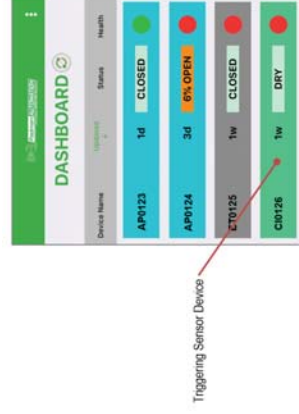 AUTOMATION
DASHBOARD
Device Name Updated Status Health
AP0123 1d CLOSED
AP0124 3d 6% OPEN
CT0125 1w CLOSED
CI0126 1w DRY
Triggering Sensor Device